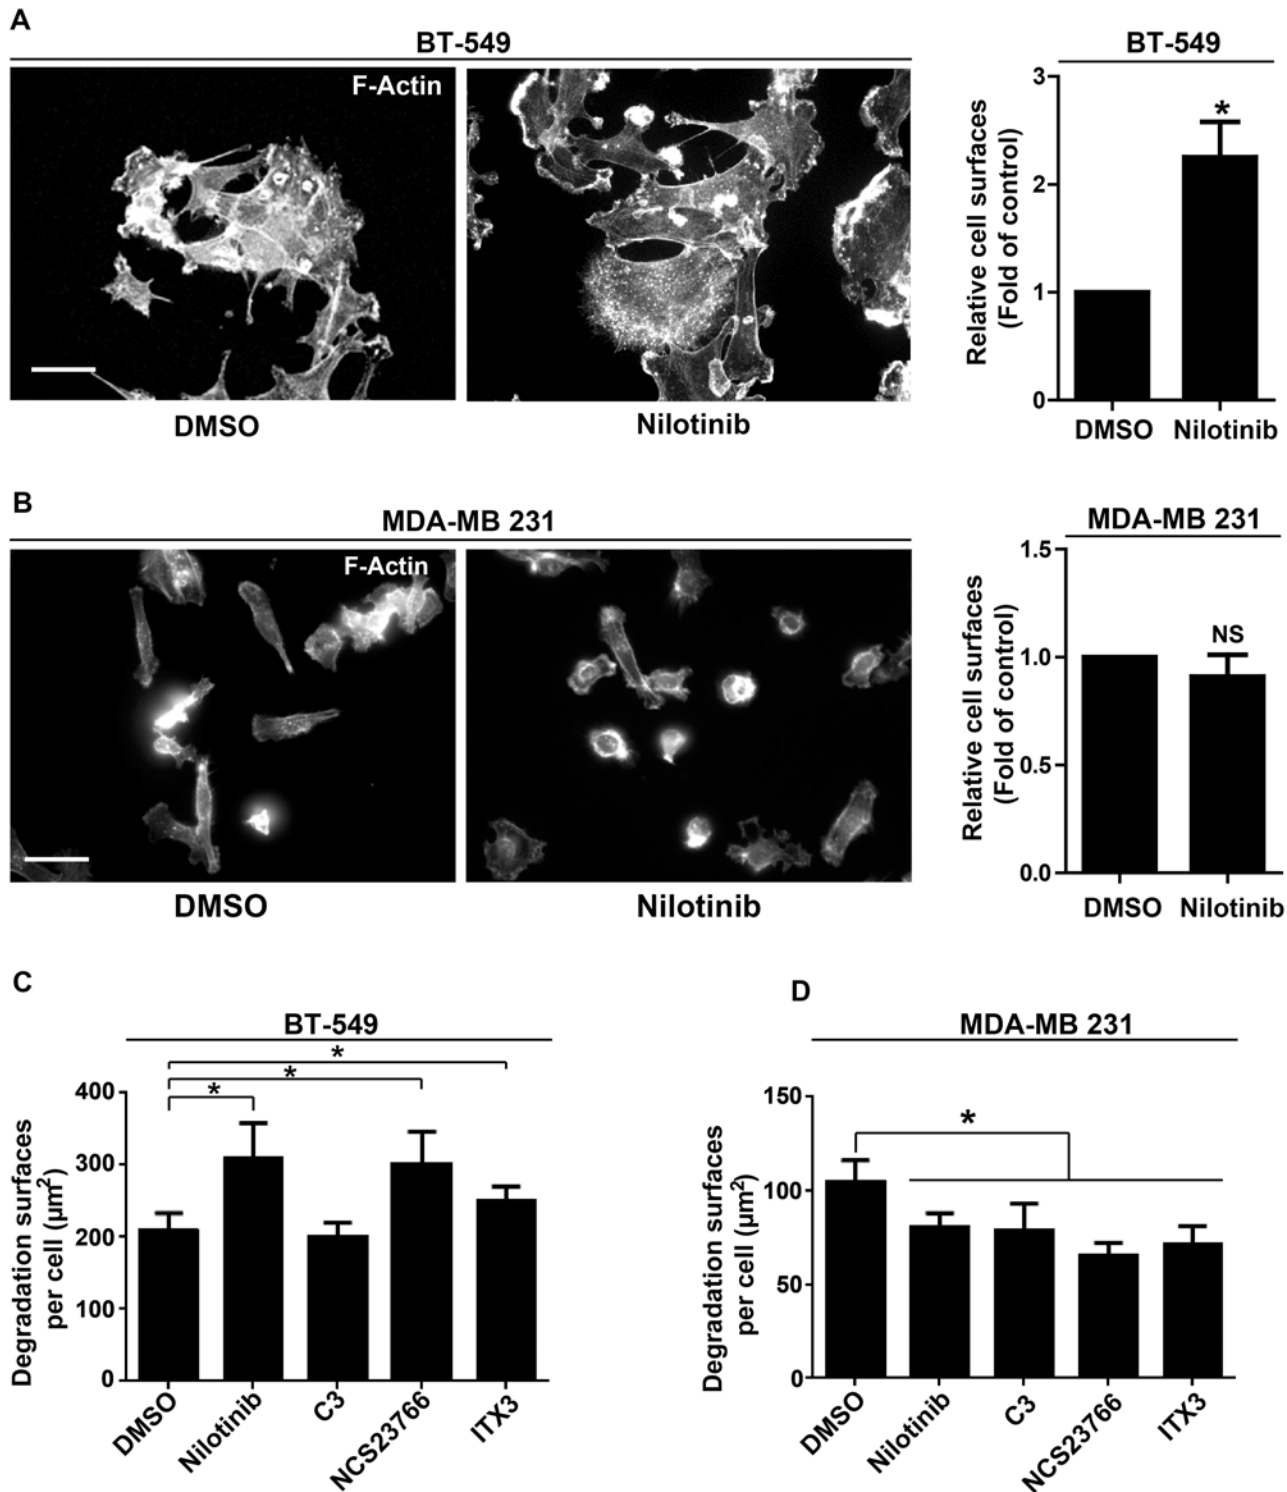 A
BT-549
F-Actin
DMSO
Nilotinib
BT-549
Relative cell surfaces
(Fold of control)
3
2
1
0
*
DMSO Nilotinib
B
MDA-MB 231
F-Actin
DMSO
Nilotinib
MDA-MB 231
Relative cell surfaces
(Fold of control)
1.5
1.0
0.5
0.0
NS
DMSO Nilotinib
C
BT-549
*
*
*
Degradation surfaces
per cell (µm²)
400
300
200
100
0
DMSO
Nilotinib
C3
NCS23766
ITX3
D
MDA-MB 231
*
Degradation surfaces
per cell (µm²)
150
100
50
0
DMSO
Nilotinib
C3
NCS23766
ITX3